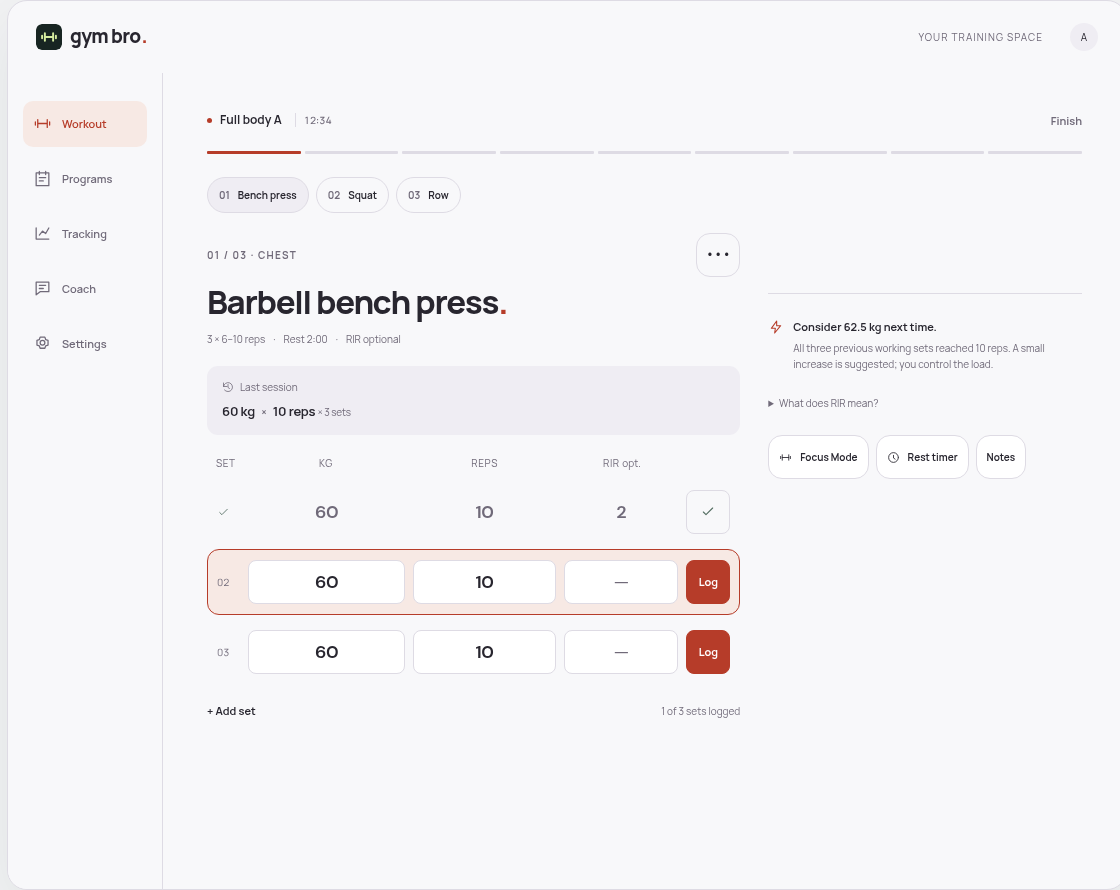 gym bro.
YOUR TRAINING SPACE
A
Workout
Programs
Tracking
Coach
Settings
Full body A
12:34
Finish
01 Bench press
02 Squat
03 Row
01 / 03 · CHEST
Barbell bench press.
3 × 6–10 reps · Rest 2:00 · RIR optional
Last session
60 kg × 10 reps × 3 sets
SET KG REPS RIR opt.
60 10 2
02 60 10 — Log
03 60 10 — Log
+ Add set
1 of 3 sets logged
Consider 62.5 kg next time.
All three previous working sets reached 10 reps. A small
increase is suggested; you control the load.
What does RIR mean?
Focus Mode
Rest timer
Notes